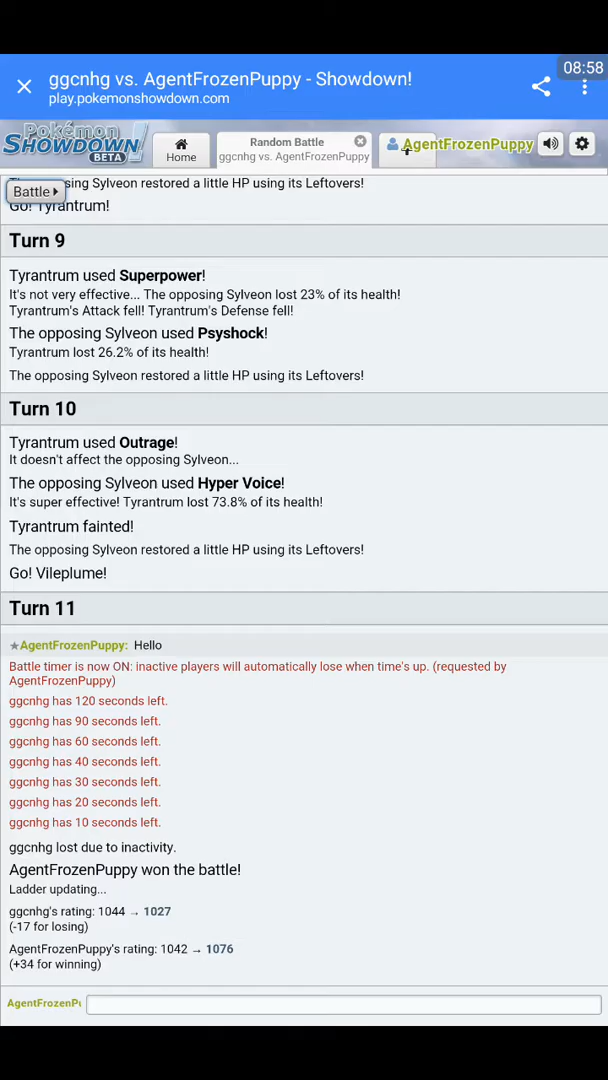 08:58
ggcnhg vs. AgentFrozenPuppy - Showdown!
play.pokemonshowdown.com
Pokémon
SHOWDOWN!
BETA
Home
Random Battle
ggcnhg vs. AgentFrozenPuppy
AgentFrozenPuppy
Battle
sing Sylveon restored a little HP using its Leftovers!
Go! Tyrantrum!
Turn 9
Tyrantrum used Superpower!
It's not very effective... The opposing Sylveon lost 23% of its health!
Tyrantrum's Attack fell! Tyrantrum's Defense fell!
The opposing Sylveon used Psyshock!
Tyrantrum lost 26.2% of its health!
The opposing Sylveon restored a little HP using its Leftovers!
Turn 10
Tyrantrum used Outrage!
It doesn't affect the opposing Sylveon...
The opposing Sylveon used Hyper Voice!
It's super effective! Tyrantrum lost 73.8% of its health!
Tyrantrum fainted!
The opposing Sylveon restored a little HP using its Leftovers!
Go! Vileplume!
Turn 11
★AgentFrozenPuppy: Hello
Battle timer is now ON: inactive players will automatically lose when time's up. (requested by
AgentFrozenPuppy)
ggcnhg has 120 seconds left.
ggcnhg has 90 seconds left.
ggcnhg has 60 seconds left.
ggcnhg has 40 seconds left.
ggcnhg has 30 seconds left.
ggcnhg has 20 seconds left.
ggcnhg has 10 seconds left.
ggcnhg lost due to inactivity.
AgentFrozenPuppy won the battle!
Ladder updating...
ggcnhg's rating: 1044 → 1027
(-17 for losing)
AgentFrozenPuppy's rating: 1042 → 1076
(+34 for winning)
AgentFrozenPu